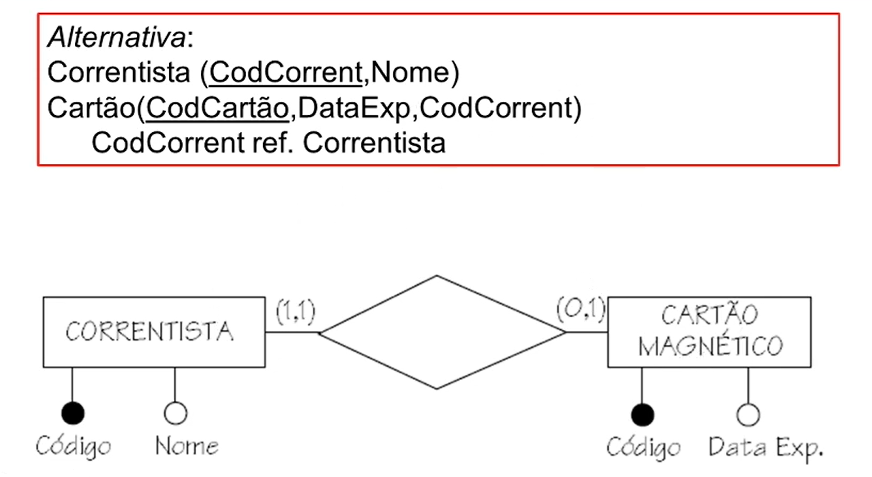 Alternativa:
Correntista (CodCorrent,Nome)
Cartão(CodCartão,DataExp,CodCorrent)
CodCorrent ref. Correntista
(1,1)
(0,1)
CORRENTISTA
CARTÃO
MAGNÉTICO
Código
Nome
Código
Data Exp.